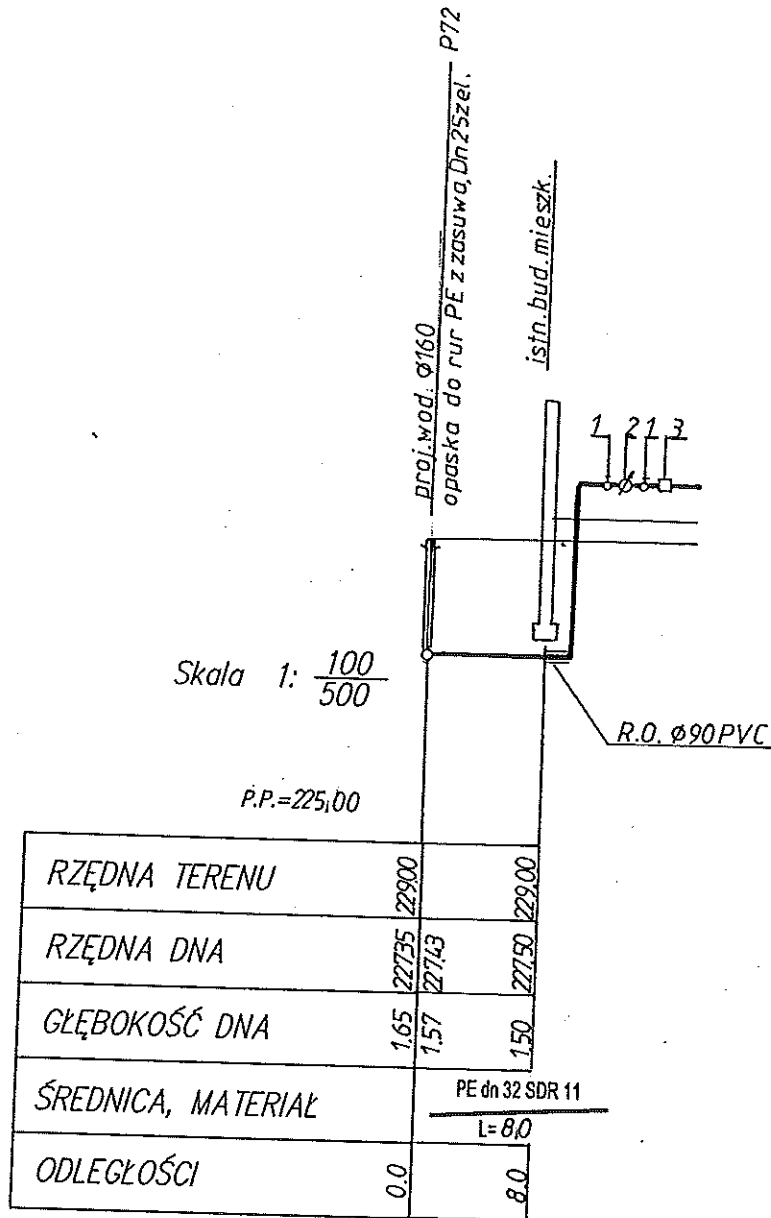 P72
proj.wod. ø160
opaska do rur PE z zasuwą, Dn25żel.
istn.bud.mieszk.
1 2 1 3
Skala 1: 100
500
R.O. ø90PVC
P.P.=225,00
RZĘDNA TERENU 229.00 229.00
RZĘDNA DNA 227.35 227.43 227.50
GŁĘBOKOŚĆ DNA 1.65 1.57 1.50
ŚREDNICA, MATERIAŁ PE dn 32 SDR 11
L= 8,0
ODLEGŁOŚCI 0.0 8.0